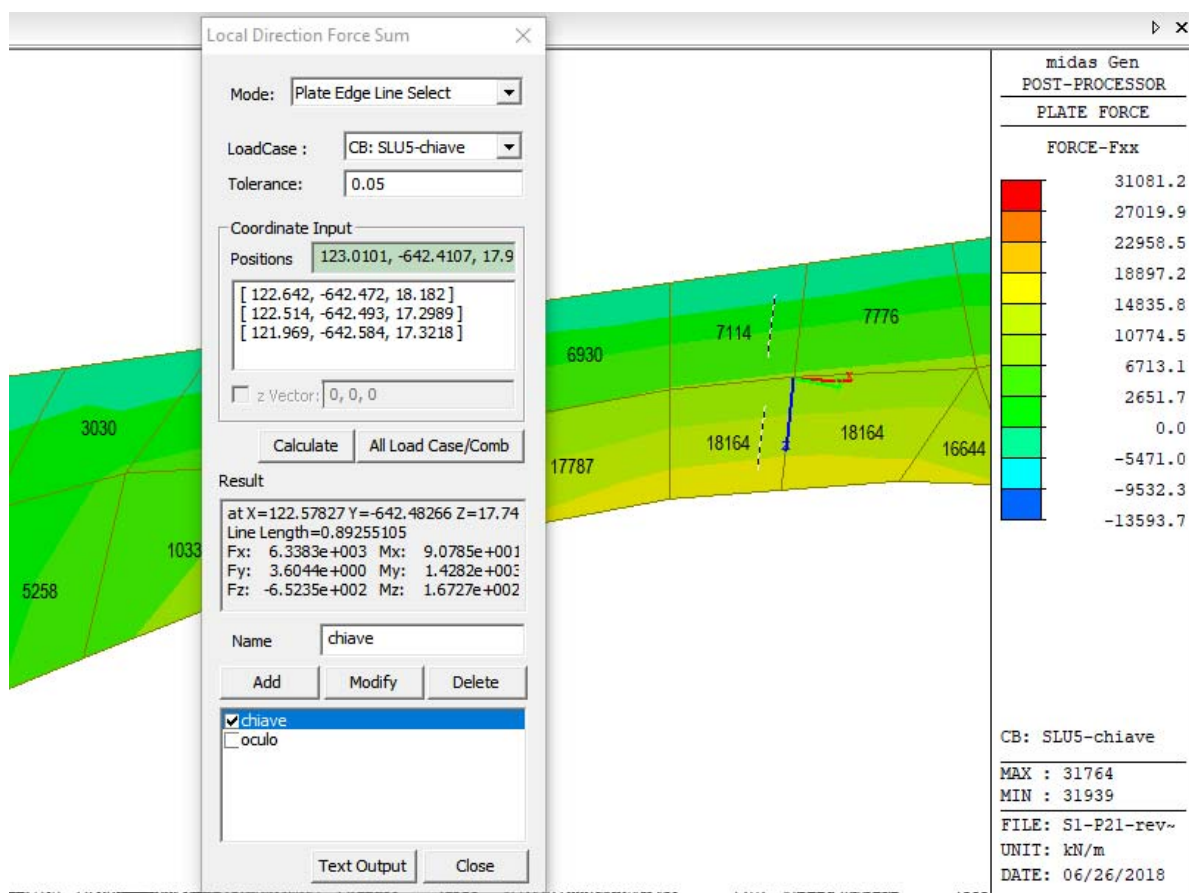 Local Direction Force Sum
Mode: Plate Edge Line Select
LoadCase : CB: SLU5-chiave
Tolerance: 0.05
Coordinate Input
Positions 123.0101, -642.4107, 17.9
[ 122.642, -642.472, 18.182 ]
[ 122.514, -642.493, 17.2989 ]
[ 121.969, -642.584, 17.3218 ]
z Vector: 0, 0, 0
Calculate All Load Case/Comb
Result
at X=122.57827 Y=-642.48266 Z=17.74
Line Length=0.89255105
Fx: 6.3383e+003 Mx: 9.0785e+001
Fy: 3.6044e+000 My: 1.4282e+003
Fz: -6.5235e+002 Mz: 1.6727e+002
Name chiave
Add Modify Delete
chiave
oculo
Text Output Close
3030
5258
1033
6930
7114
7776
17787
18164
18164
16644
midas Gen
POST-PROCESSOR
PLATE FORCE
FORCE-Fxx
31081.2
27019.9
22958.5
18897.2
14835.8
10774.5
6713.1
2651.7
0.0
-5471.0
-9532.3
-13593.7
CB: SLU5-chiave
MAX : 31764
MIN : 31939
FILE: S1-P21-rev~
UNIT: kN/m
DATE: 06/26/2018